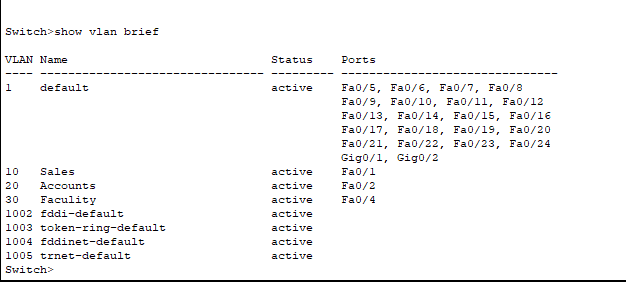 Switch>show vlan brief
VLAN Name                             Status    Ports
---- -------------------------------- --------- -------------------------------
1    default                          active    Fa0/5, Fa0/6, Fa0/7, Fa0/8
                                                Fa0/9, Fa0/10, Fa0/11, Fa0/12
                                                Fa0/13, Fa0/14, Fa0/15, Fa0/16
                                                Fa0/17, Fa0/18, Fa0/19, Fa0/20
                                                Fa0/21, Fa0/22, Fa0/23, Fa0/24
                                                Gig0/1, Gig0/2
10   Sales                            active    Fa0/1
20   Accounts                         active    Fa0/2
30   Faculity                         active    Fa0/4
1002 fddi-default                     active
1003 token-ring-default               active
1004 fddinet-default                  active
1005 trnet-default                    active
Switch>